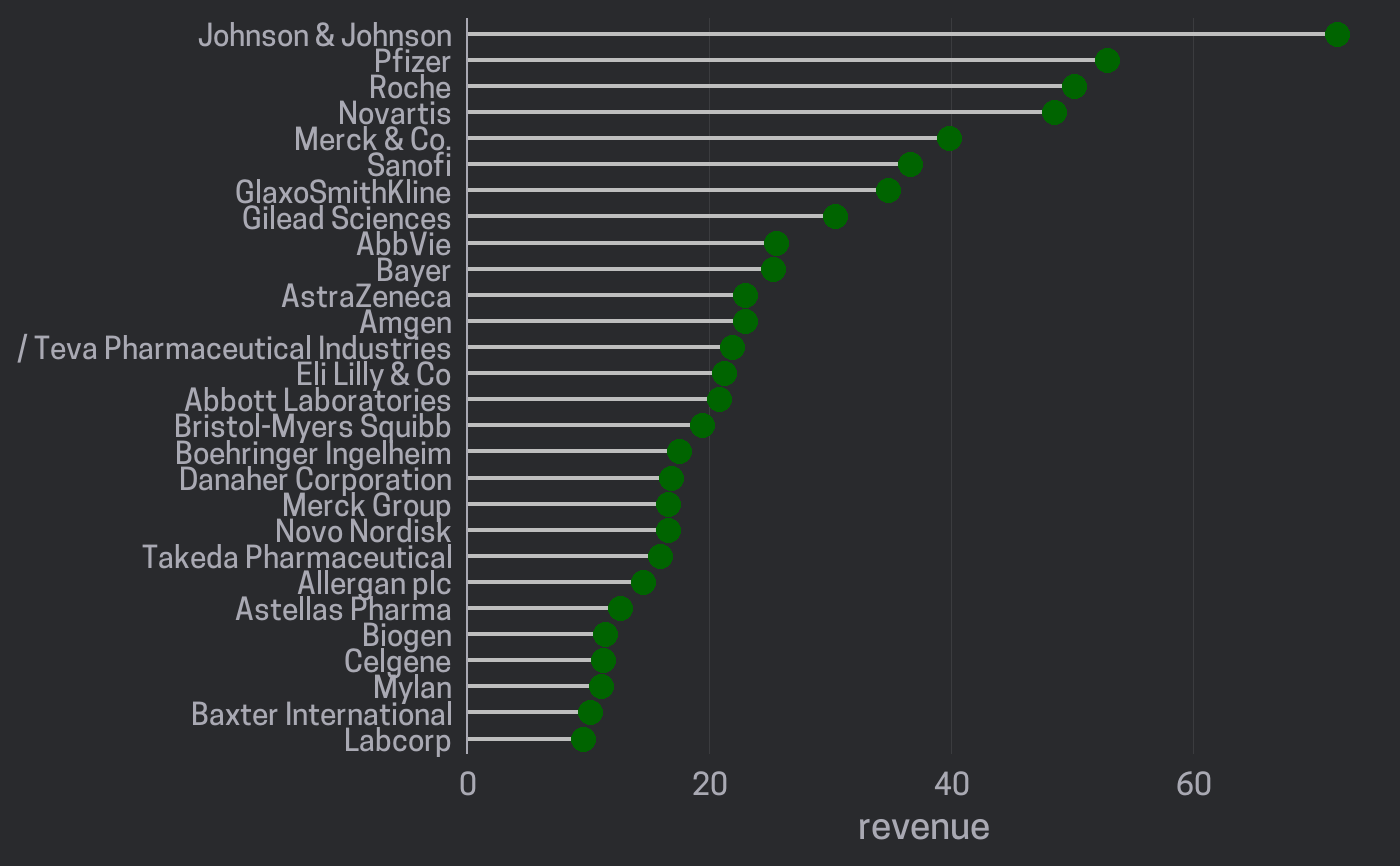 Johnson & Johnson
Pfizer
Roche
Novartis
Merck & Co.
Sanofi
GlaxoSmithKline
Gilead Sciences
AbbVie
Bayer
AstraZeneca
Amgen
/ Teva Pharmaceutical Industries
Eli Lilly & Co
Abbott Laboratories
Bristol-Myers Squibb
Boehringer Ingelheim
Danaher Corporation
Merck Group
Novo Nordisk
Takeda Pharmaceutical
Allergan plc
Astellas Pharma
Biogen
Celgene
Mylan
Baxter International
Labcorp
0 20 40 60
revenue